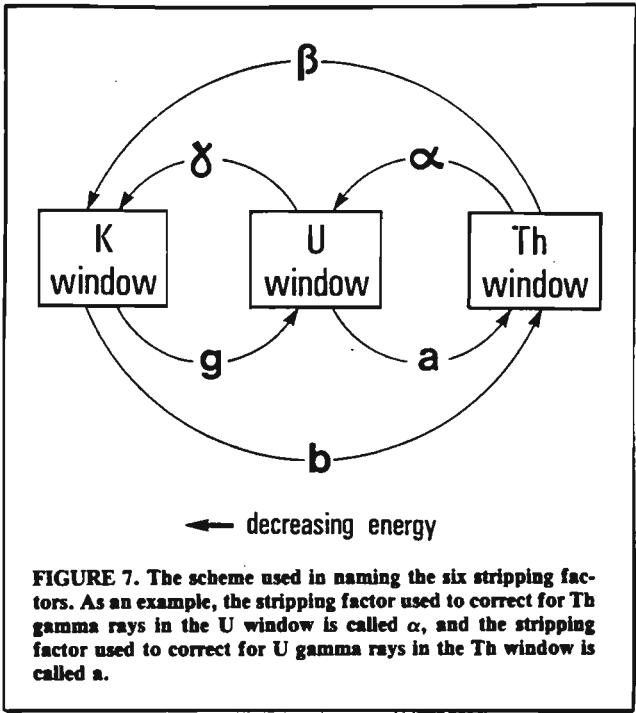 β
γ
α
K
window
U
window
Th
window
g
a
b
decreasing energy
FIGURE 7. The scheme used in naming the six stripping fac-
tors. As an example, the stripping factor used to correct for Th
gamma rays in the U window is called α, and the stripping
factor used to correct for U gamma rays in the Th window is
called a.